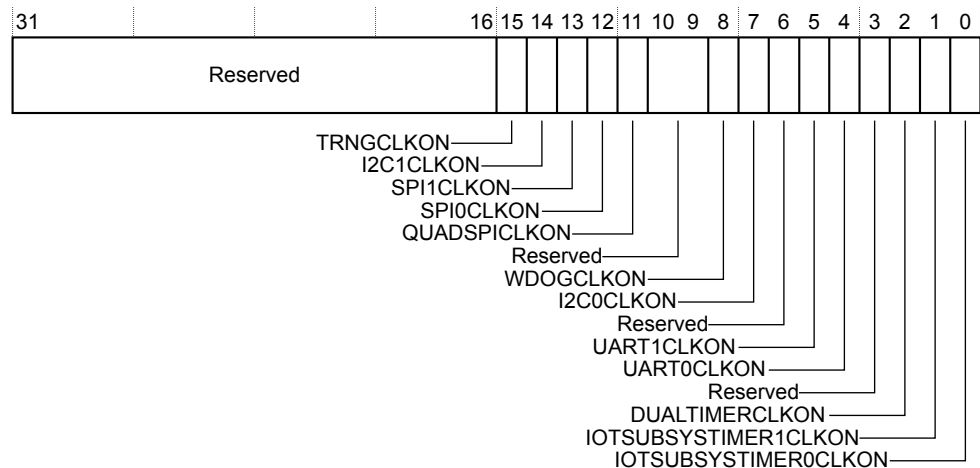 31 16 15 14 13 12 11 10 9 8 7 6 5 4 3 2 1 0
Reserved
TRNGCLKON
I2C1CLKON
SPI1CLKON
SPI0CLKON
QUADSPICLKON
Reserved
WDOGCLKON
I2C0CLKON
Reserved
UART1CLKON
UART0CLKON
Reserved
DUALTIMERCLKON
IOTSUBSYSTIMER1CLKON
IOTSUBSYSTIMER0CLKON